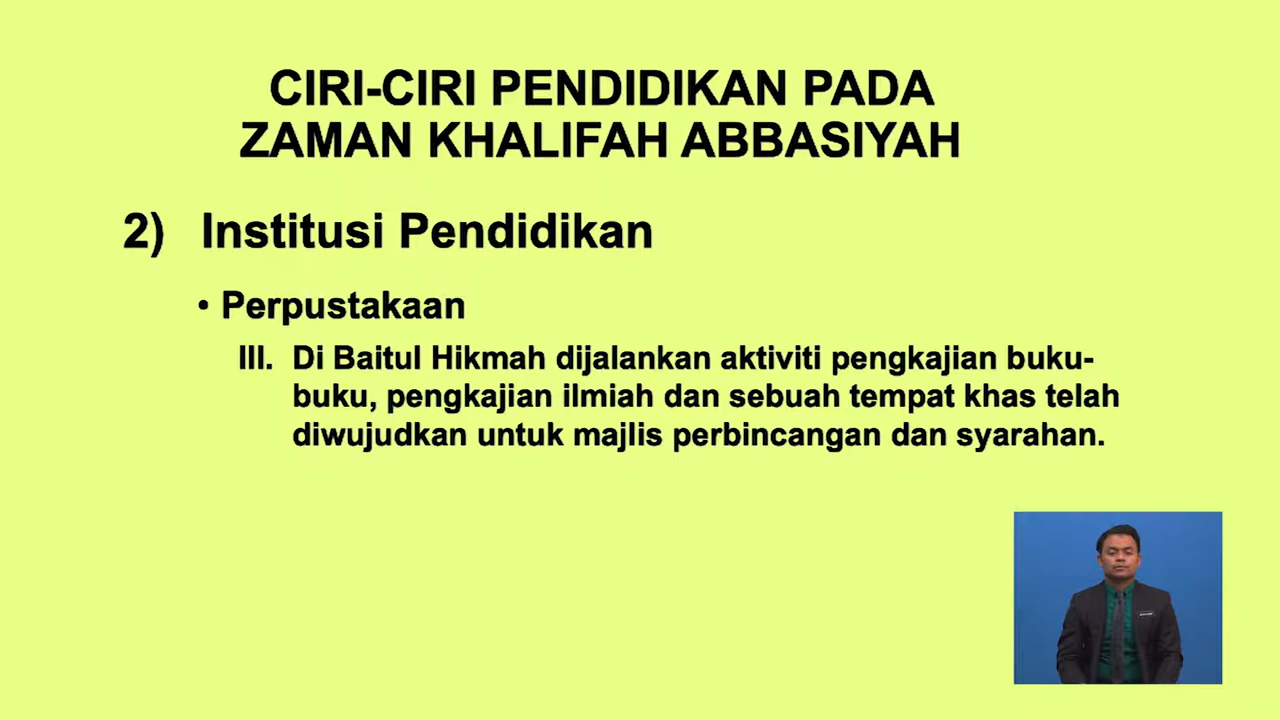 CIRI-CIRI PENDIDIKAN PADA
ZAMAN KHALIFAH ABBASIYAH
2) Institusi Pendidikan
• Perpustakaan
III. Di Baitul Hikmah dijalankan aktiviti pengkajian buku-
buku, pengkajian ilmiah dan sebuah tempat khas telah
diwujudkan untuk majlis perbincangan dan syarahan.